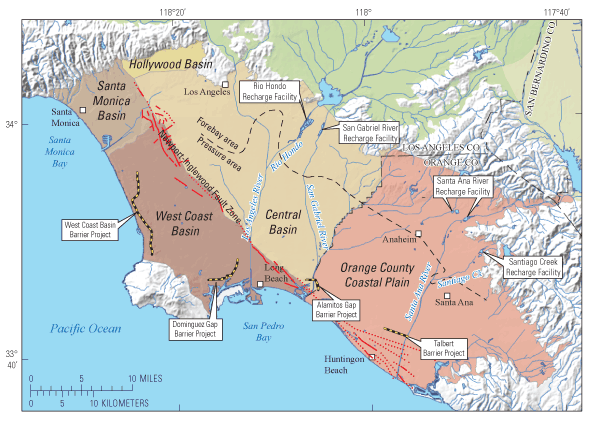 118°20'
118°
117°40'
Hollywood Basin
Santa
Monica
Basin
Los Angeles
Rio Hondo
Recharge Facility
SAN BERNARDINO CO
Santa
Monica
34°
Forebay area
Pressure area
San Gabriel River
Recharge Facility
Santa
Monica
Bay
Newport-Inglewood Fault Zone
Rio Hondo
LOS ANGELES CO
ORANGE CO
Santa Ana River
Recharge Facility
Los Angeles River
San Gabriel River
West Coast Basin
Barrier Project
West Coast
Basin
Central
Basin
Anaheim
Orange County
Coastal Plain
Santiago Creek
Recharge Facility
Long
Beach
Santa Ana River
Santiago Cr
Santa Ana
Alamitos Gap
Barrier Project
Pacific Ocean
Dominguez Gap
Barrier Project
San Pedro
Bay
Talbert
Barrier Project
Huntington
Beach
33°
40'
0 5 10 MILES
0 5 10 KILOMETERS